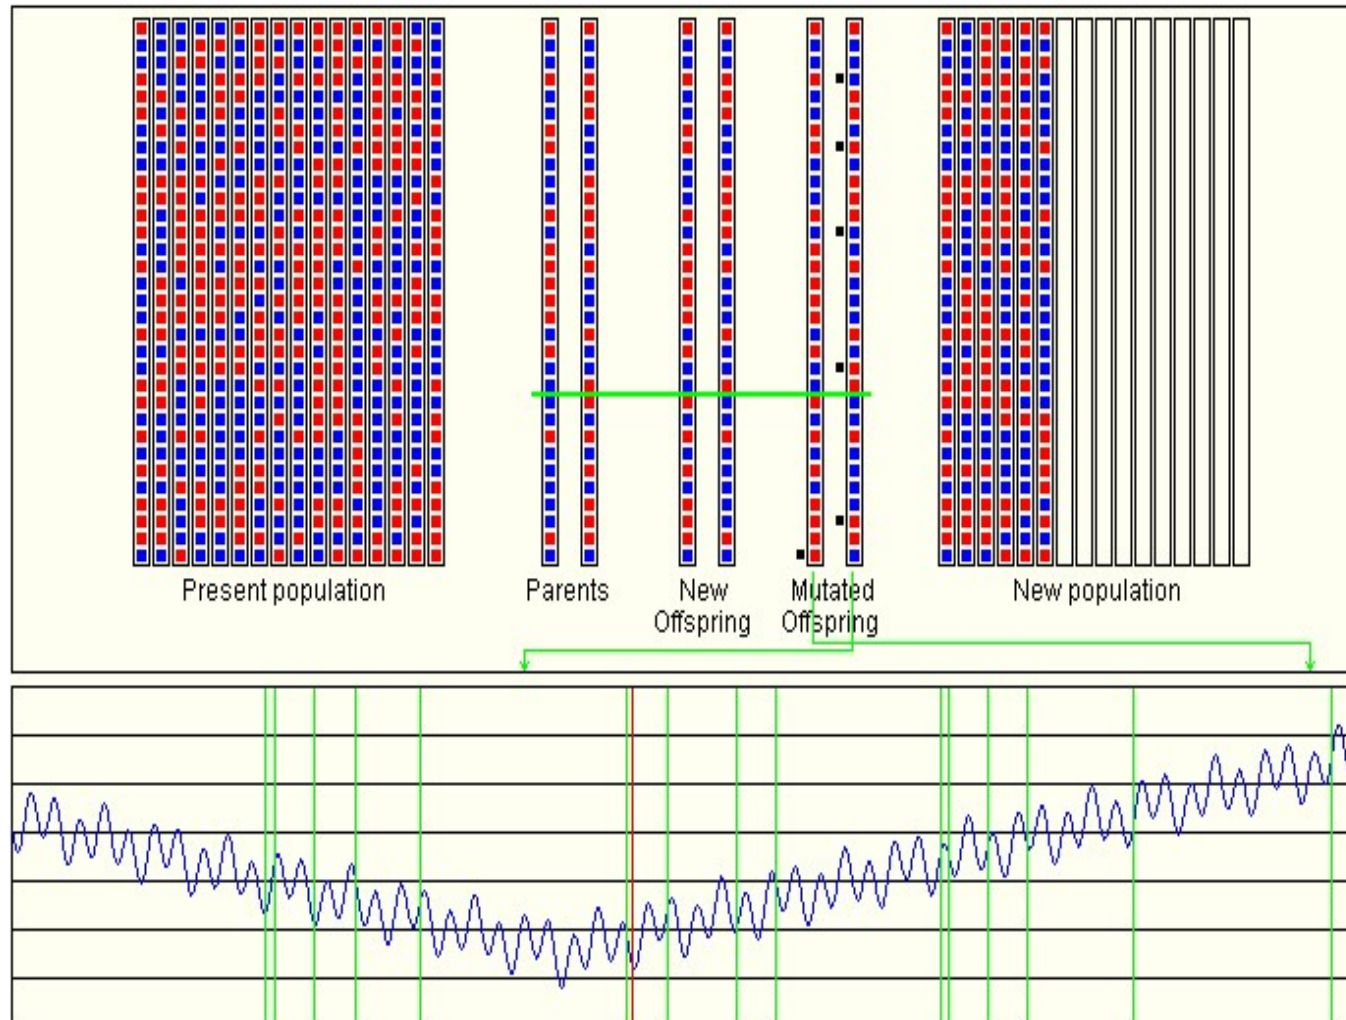 Present population
Parents
New
Offspring
Mutated
Offspring
New population